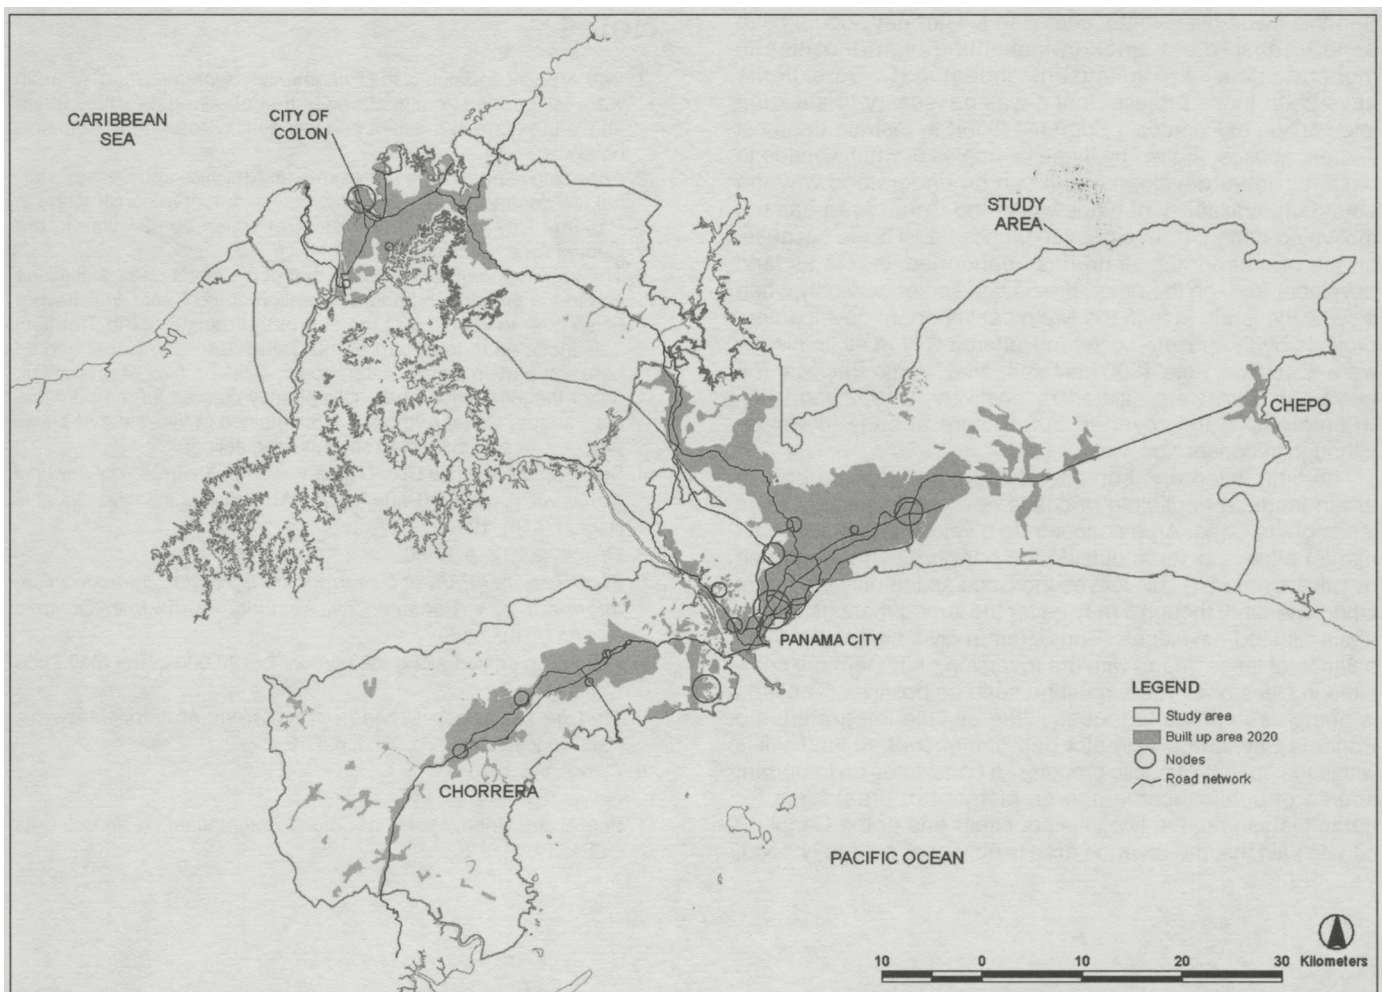 CARIBBEAN
SEA
CITY OF
COLON
STUDY
AREA
CHEPO
PANAMA CITY
CHORRERA
PACIFIC OCEAN
LEGEND
Study area
Built up area 2020
Nodes
Road network
10 0 10 20 30
Kilometers